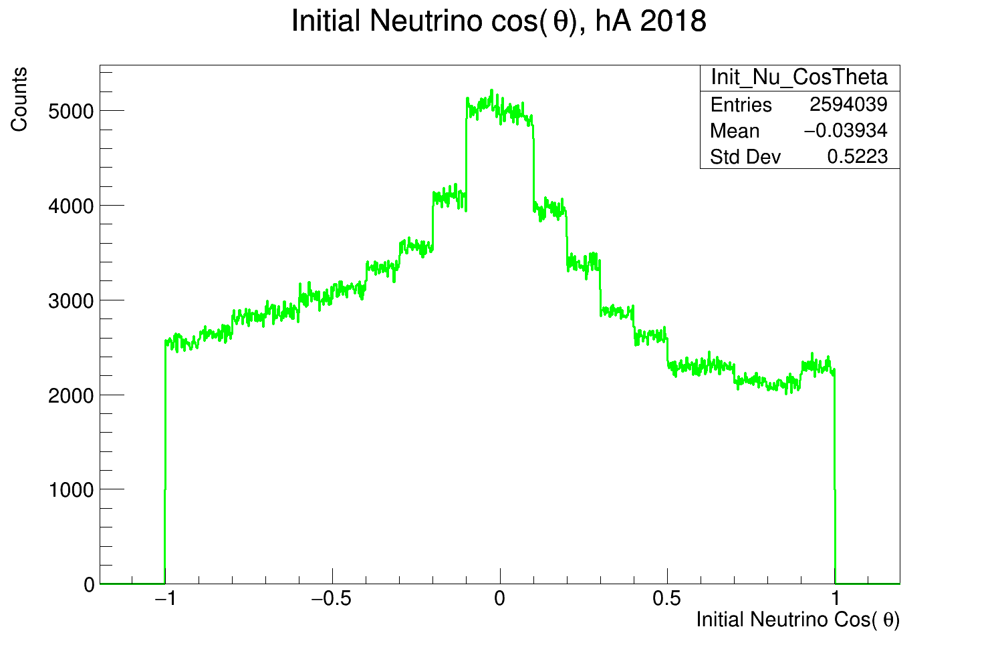 Initial Neutrino cos( θ), hA 2018
Counts
Init_Nu_CosTheta
Entries 2594039
Mean −0.03934
Std Dev 0.5223
5000
4000
3000
2000
1000
0
−1 −0.5 0 0.5 1
Initial Neutrino Cos( θ)